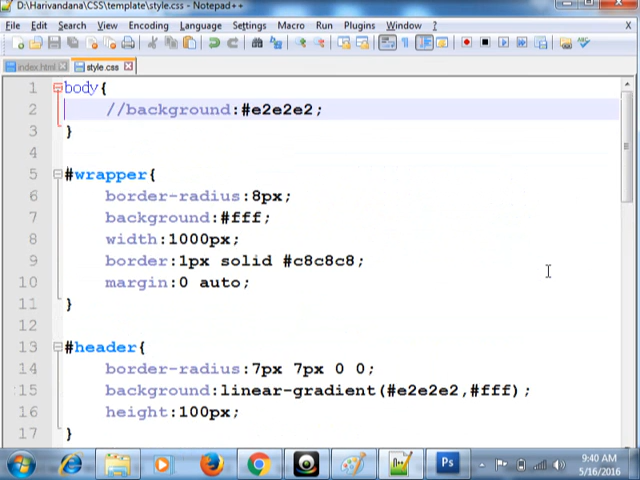 D:\Harivandana\CSS\template\style.css - Notepad++
File Edit Search View Encoding Language Settings Macro Run Plugins Window ? X
index.html style.css
1 body{
2 //background:#e2e2e2;
3 }
4
5 #wrapper{
6 border-radius:8px;
7 background:#fff;
8 width:1000px;
9 border:1px solid #c8c8c8;
10 margin:0 auto;
11 }
12
13 #header{
14 border-radius:7px 7px 0 0;
15 background:linear-gradient(#e2e2e2,#fff);
16 height:100px;
17 }
Ps
9:40 AM
5/16/2016